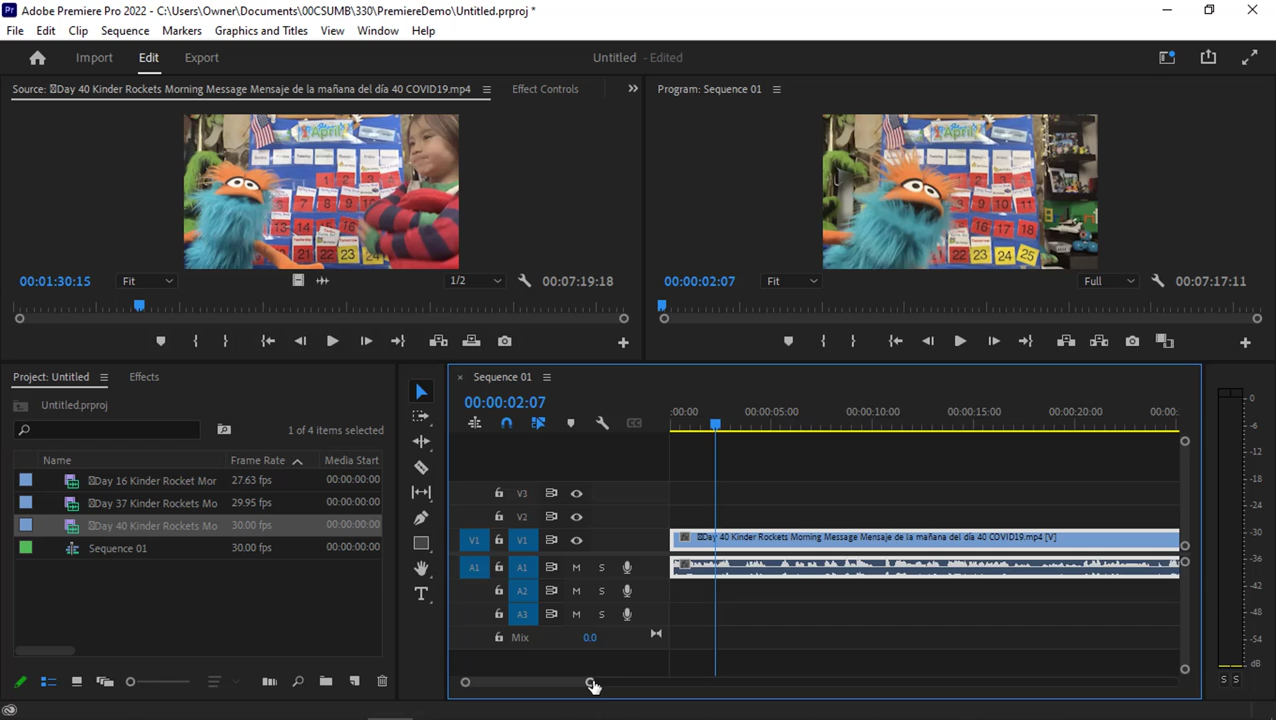 Adobe Premiere Pro 2022 - C:\Users\Owner\Documents\00CSUMB\330\PremiereDemo\Untitled.prproj *
File Edit Clip Sequence Markers Graphics and Titles View Window Help
Import Edit Export Untitled - Edited
Source: Day 40 Kinder Rockets Morning Message Mensaje de la mañana del día 40 COVID19.mp4 Effect Controls
Program: Sequence 01
April
April
00:01:30:15 Fit 1/2 00:07:19:18
00:00:02:07 Fit Full 00:07:17:11
Project: Untitled Effects
Untitled.prproj
1 of 4 items selected
Name Frame Rate Media Start
Day 16 Kinder Rocket Mor 27.63 fps 00:00:00:00
Day 37 Kinder Rockets Mo 29.95 fps 00:00:00:00
Day 40 Kinder Rockets Mo 30.00 fps 00:00:00:00
Sequence 01 30.00 fps 00:00:00:00
Sequence 01
00:00:02:07
:00:00 00:00:05:00 00:00:10:00 00:00:15:00 00:00:20:00 00:00:
V3
V2
V1 V1 Day 40 Kinder Rockets Morning Message Mensaje de la mañana del día 40 COVID19.mp4 [V]
A1 A1 M S
A2 M S
A3 M S
Mix 0.0
0
-6
-12
-18
-24
-30
-36
-42
-48
-54
dB
S S